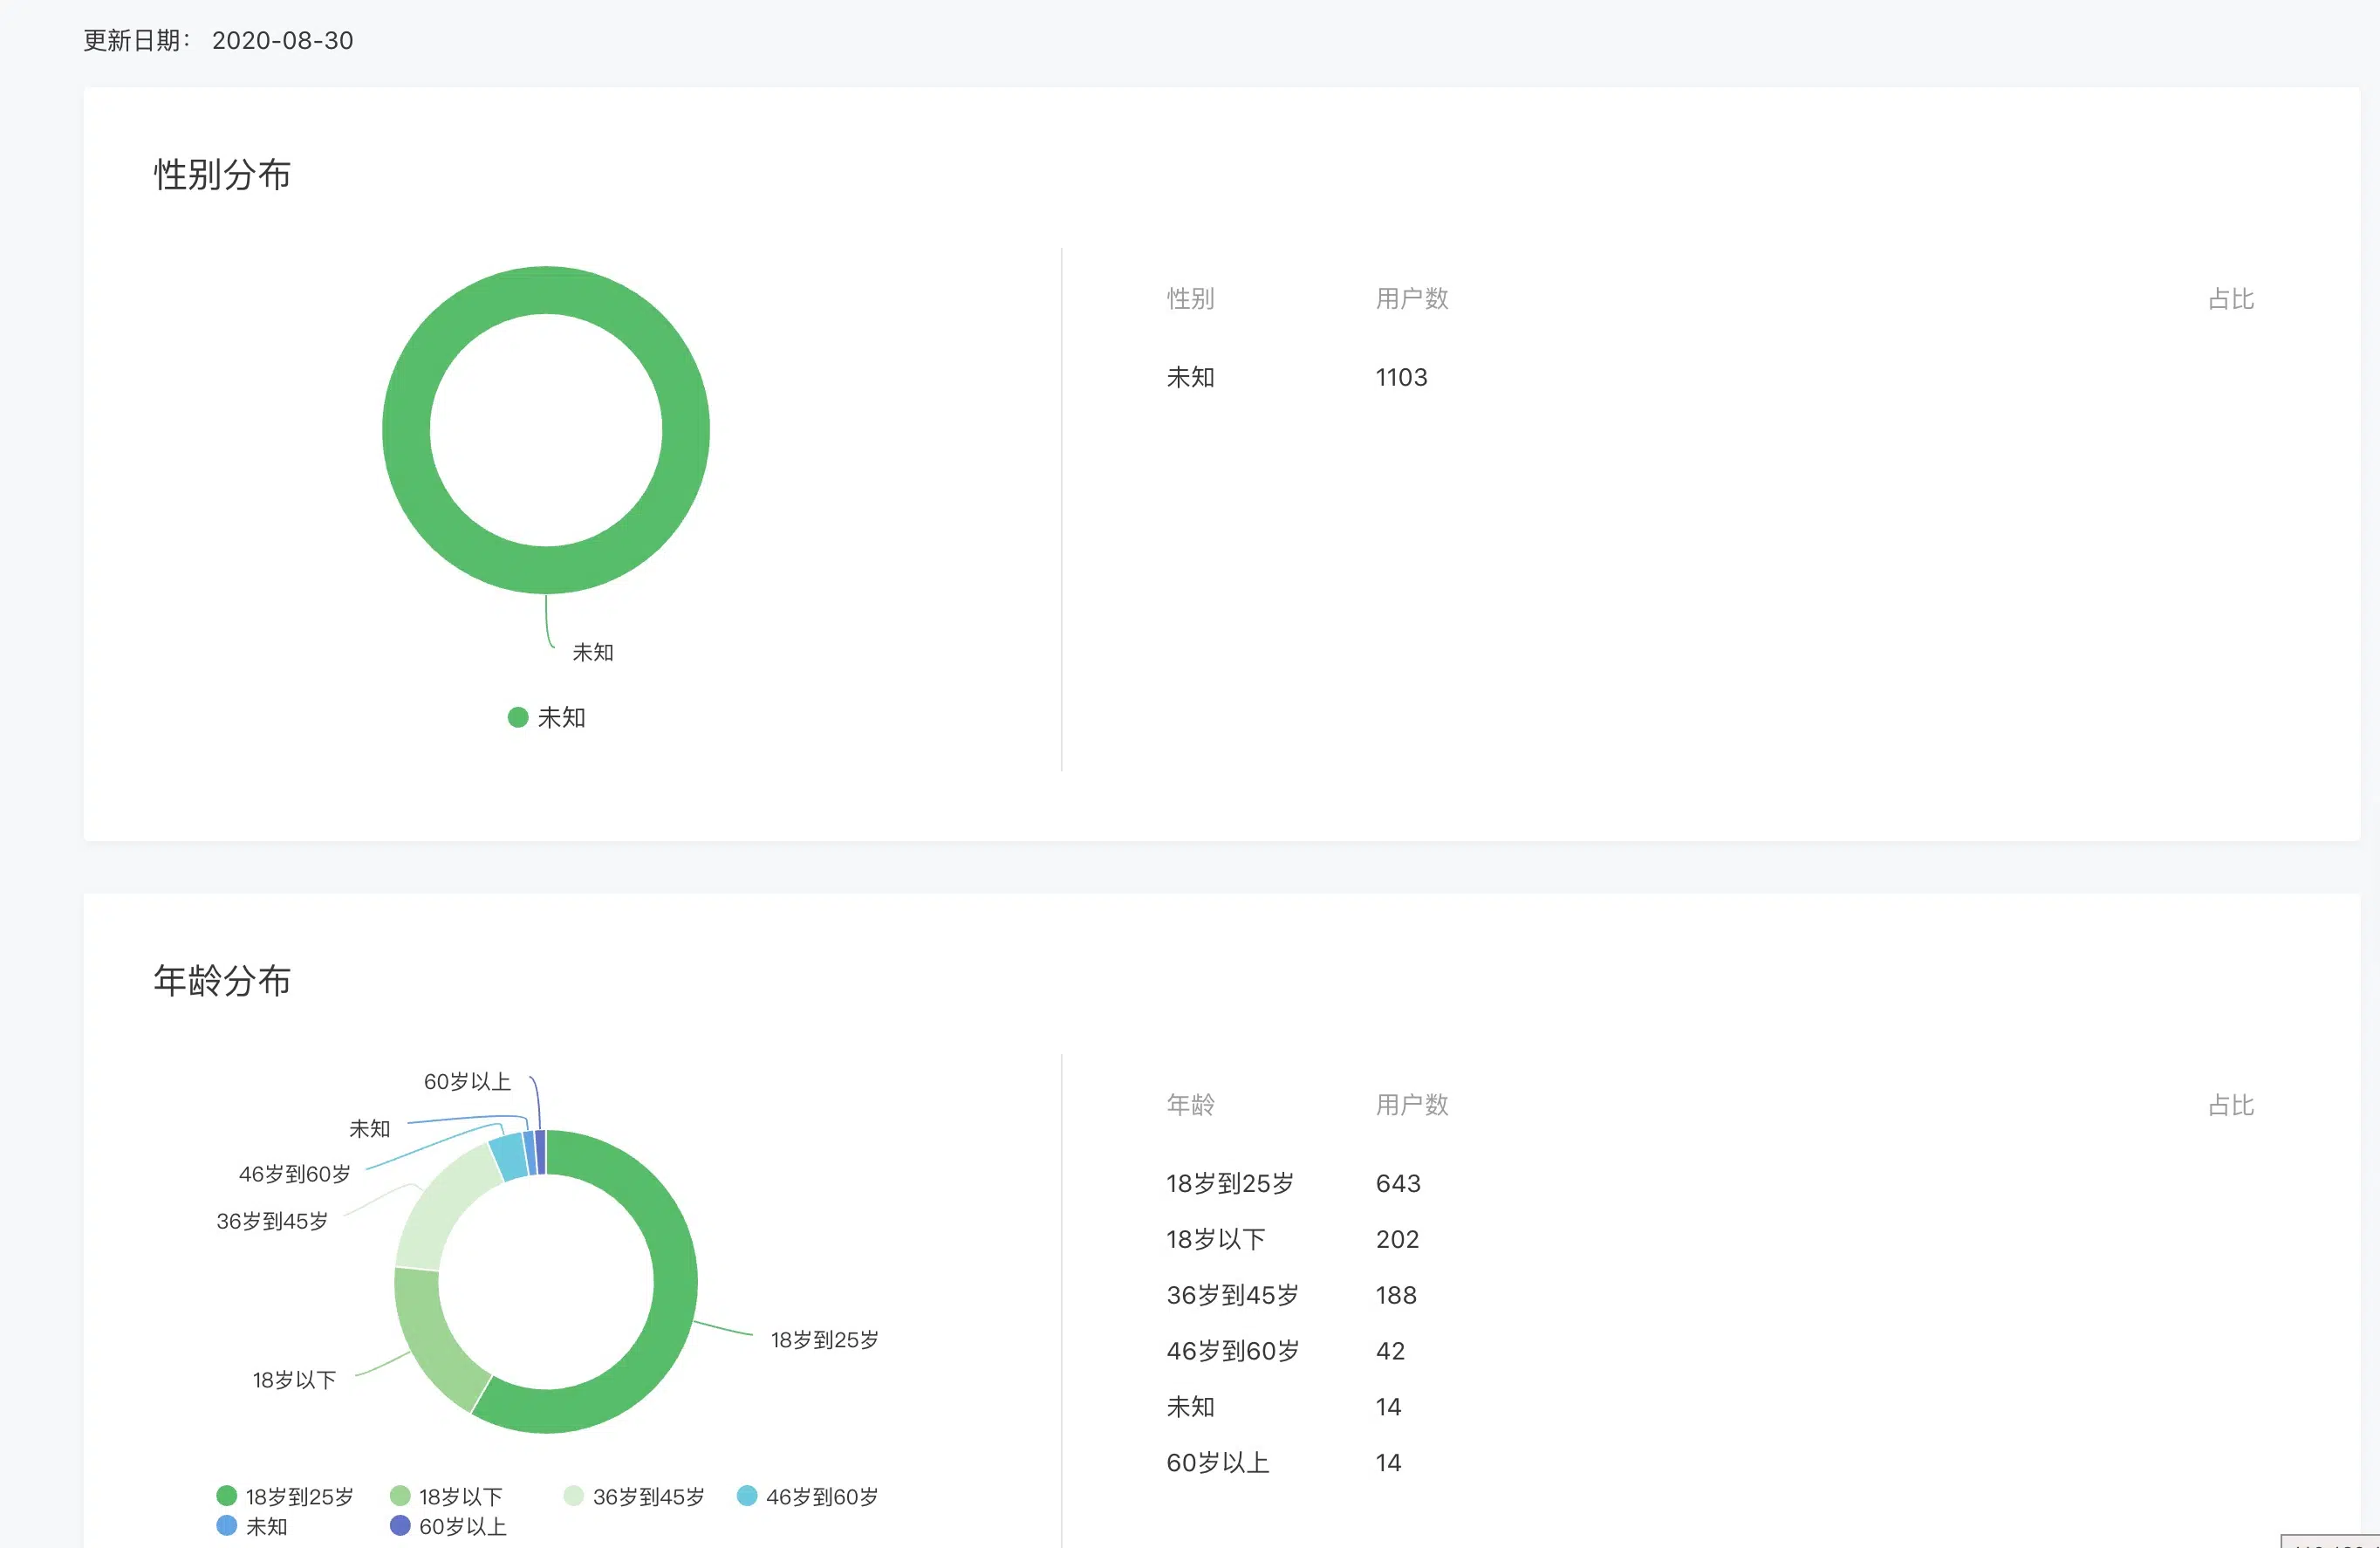 更新日期： 2020-08-30
性别分布
性别 用户数 占比
未知 1103
未知
未知
年龄分布
60岁以上
未知
46岁到60岁
36岁到45岁
18岁到25岁
18岁以下
18岁到25岁 18岁以下 36岁到45岁 46岁到60岁
未知 60岁以上
年龄 用户数 占比
18岁到25岁 643
18岁以下 202
36岁到45岁 188
46岁到60岁 42
未知 14
60岁以上 14